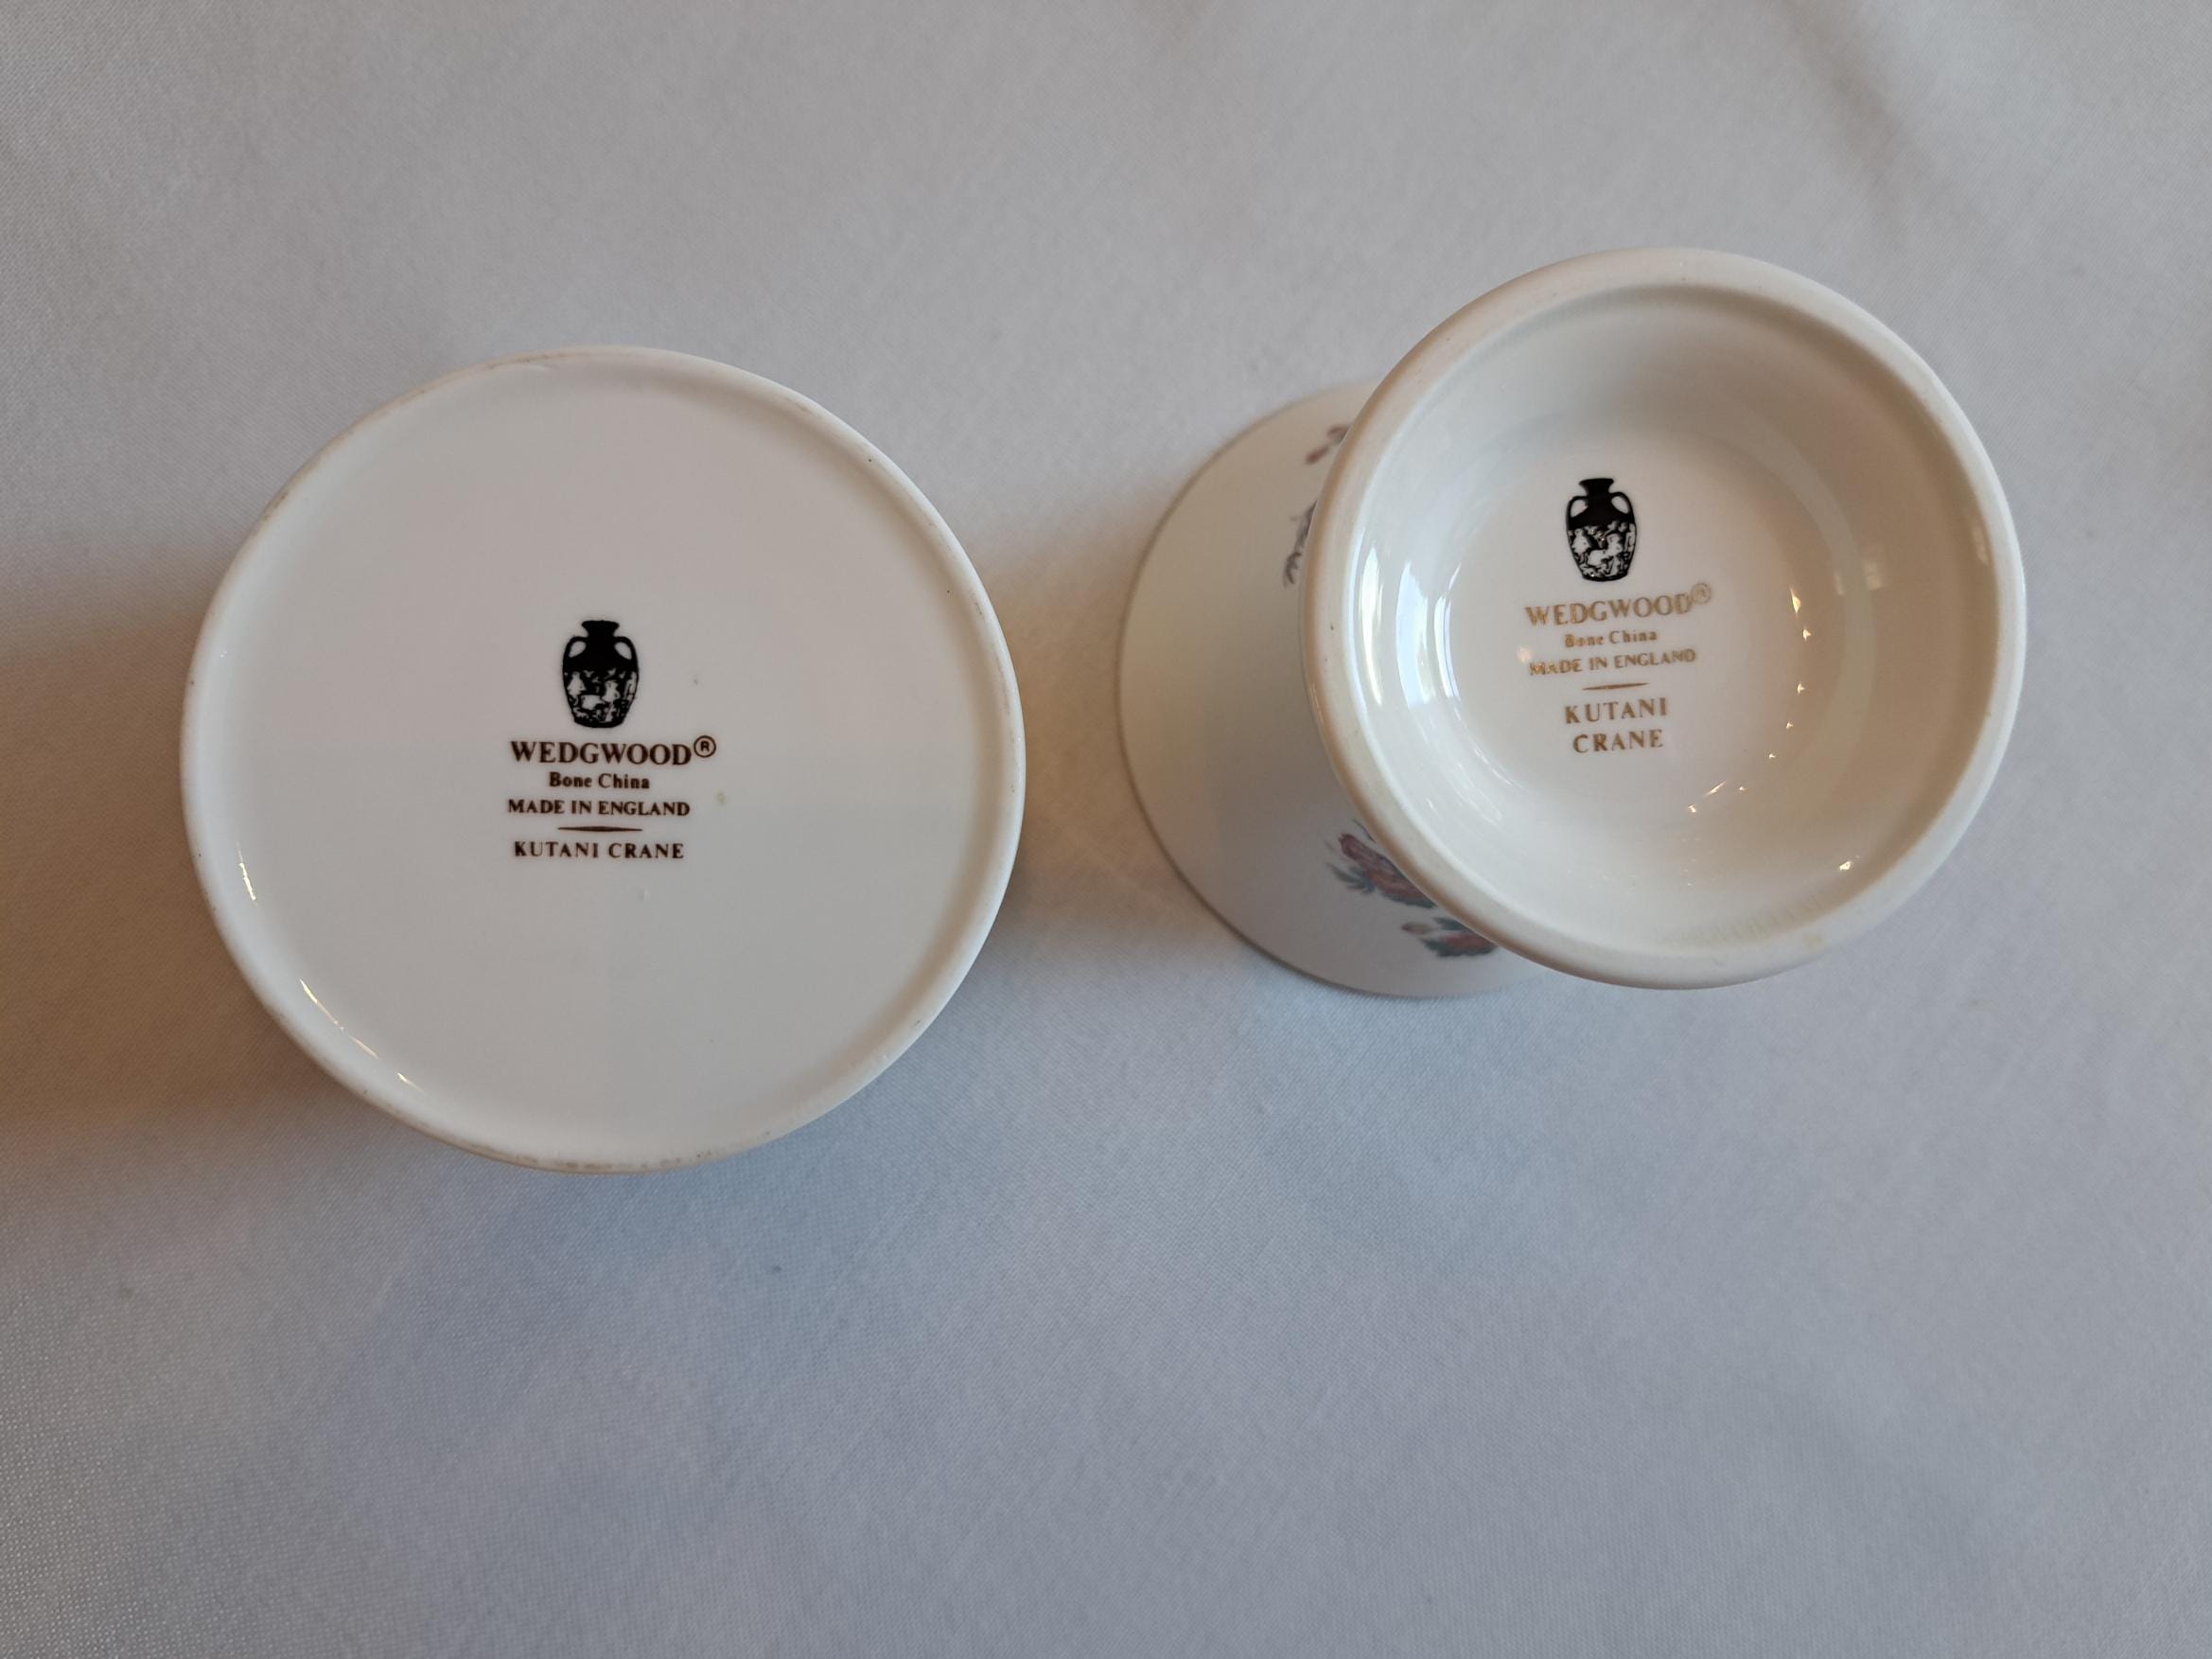 WEDGWOOD®
Bone China
MADE IN ENGLAND
KUTANI CRANE
WEDGWOOD®
Bone China
MADE IN ENGLAND
KUTANI
CRANE